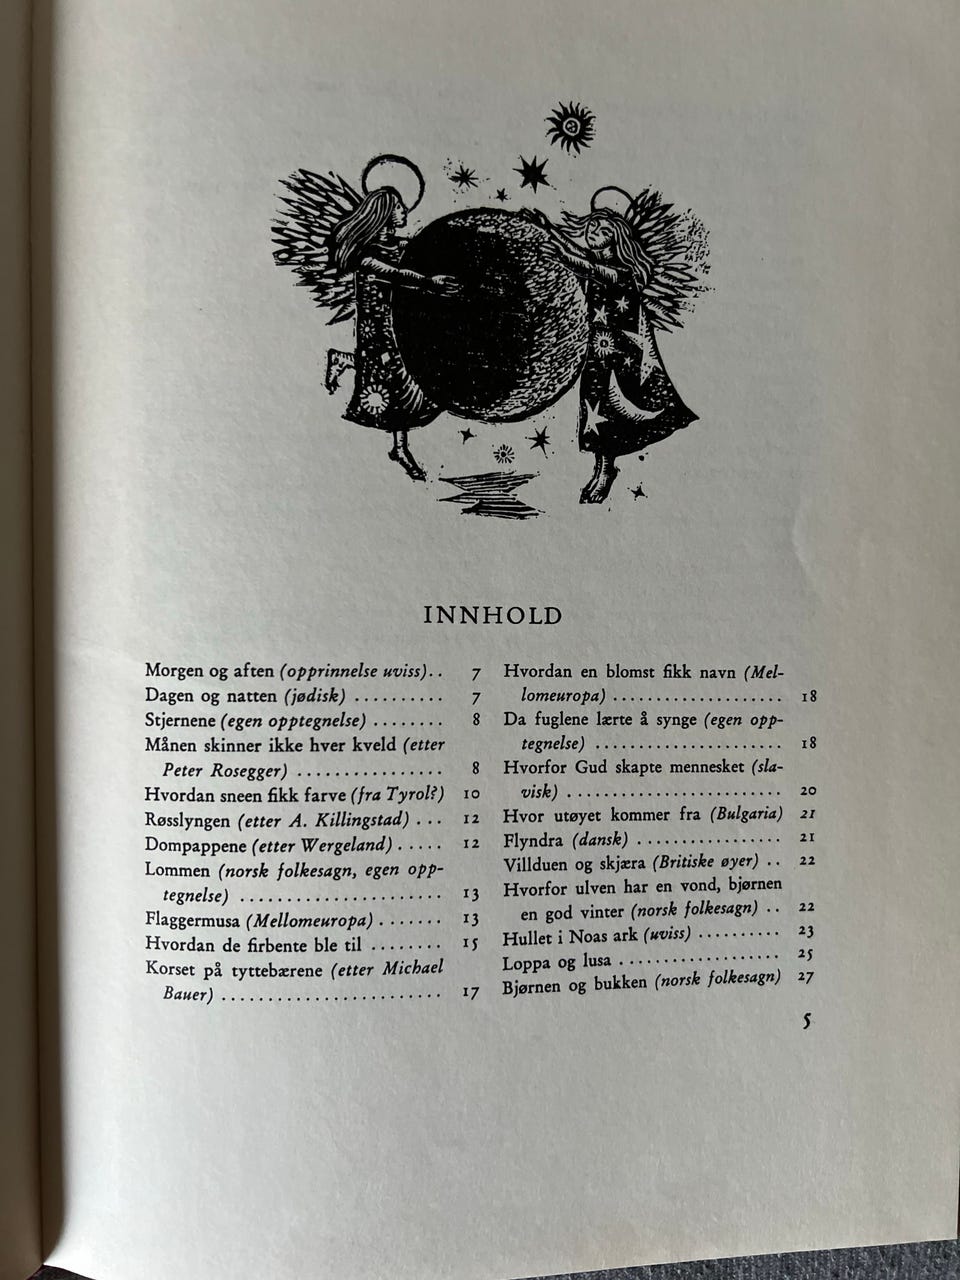 INNHOLD
Morgen og aften (opprinnelse uviss). . 7
Dagen og natten (jødisk) . . . . . . . . . . 7
Stjernene (egen opptegnelse) . . . . . . . . 8
Månen skinner ikke hver kveld (etter
Peter Rosegger) . . . . . . . . . . . . . . . . 8
Hvordan sneen fikk farve (fra Tyrol?) 10
Røsslyngen (etter A. Killingstad) . . . 12
Dompappene (etter Wergeland) . . . . . 12
Lommen (norsk folkesagn, egen opp-
tegnelse) . . . . . . . . . . . . . . . . . . . . . . 13
Flaggermusa (Mellomeuropa) . . . . . . . 13
Hvordan de firbente ble til . . . . . . . . 15
Korset på tyttebærene (etter Michael
Bauer) . . . . . . . . . . . . . . . . . . . . . . . . 17
Hvordan en blomst fikk navn (Mel-
lomeuropa) . . . . . . . . . . . . . . . . . . . . 18
Da fuglene lærte å synge (egen opp-
tegnelse) . . . . . . . . . . . . . . . . . . . . . . 18
Hvorfor Gud skapte mennesket (sla-
visk) . . . . . . . . . . . . . . . . . . . . . . . . . 20
Hvor utøyet kommer fra (Bulgaria) 21
Flyndra (dansk) . . . . . . . . . . . . . . . . . 21
Villduen og skjæra (Britiske øyer) . . 22
Hvorfor ulven har en vond, bjørnen
en god vinter (norsk folkesagn) . . 22
Hullet i Noas ark (uviss) . . . . . . . . . . 23
Loppa og lusa . . . . . . . . . . . . . . . . . . . 25
Bjørnen og bukken (norsk folkesagn) 27
5